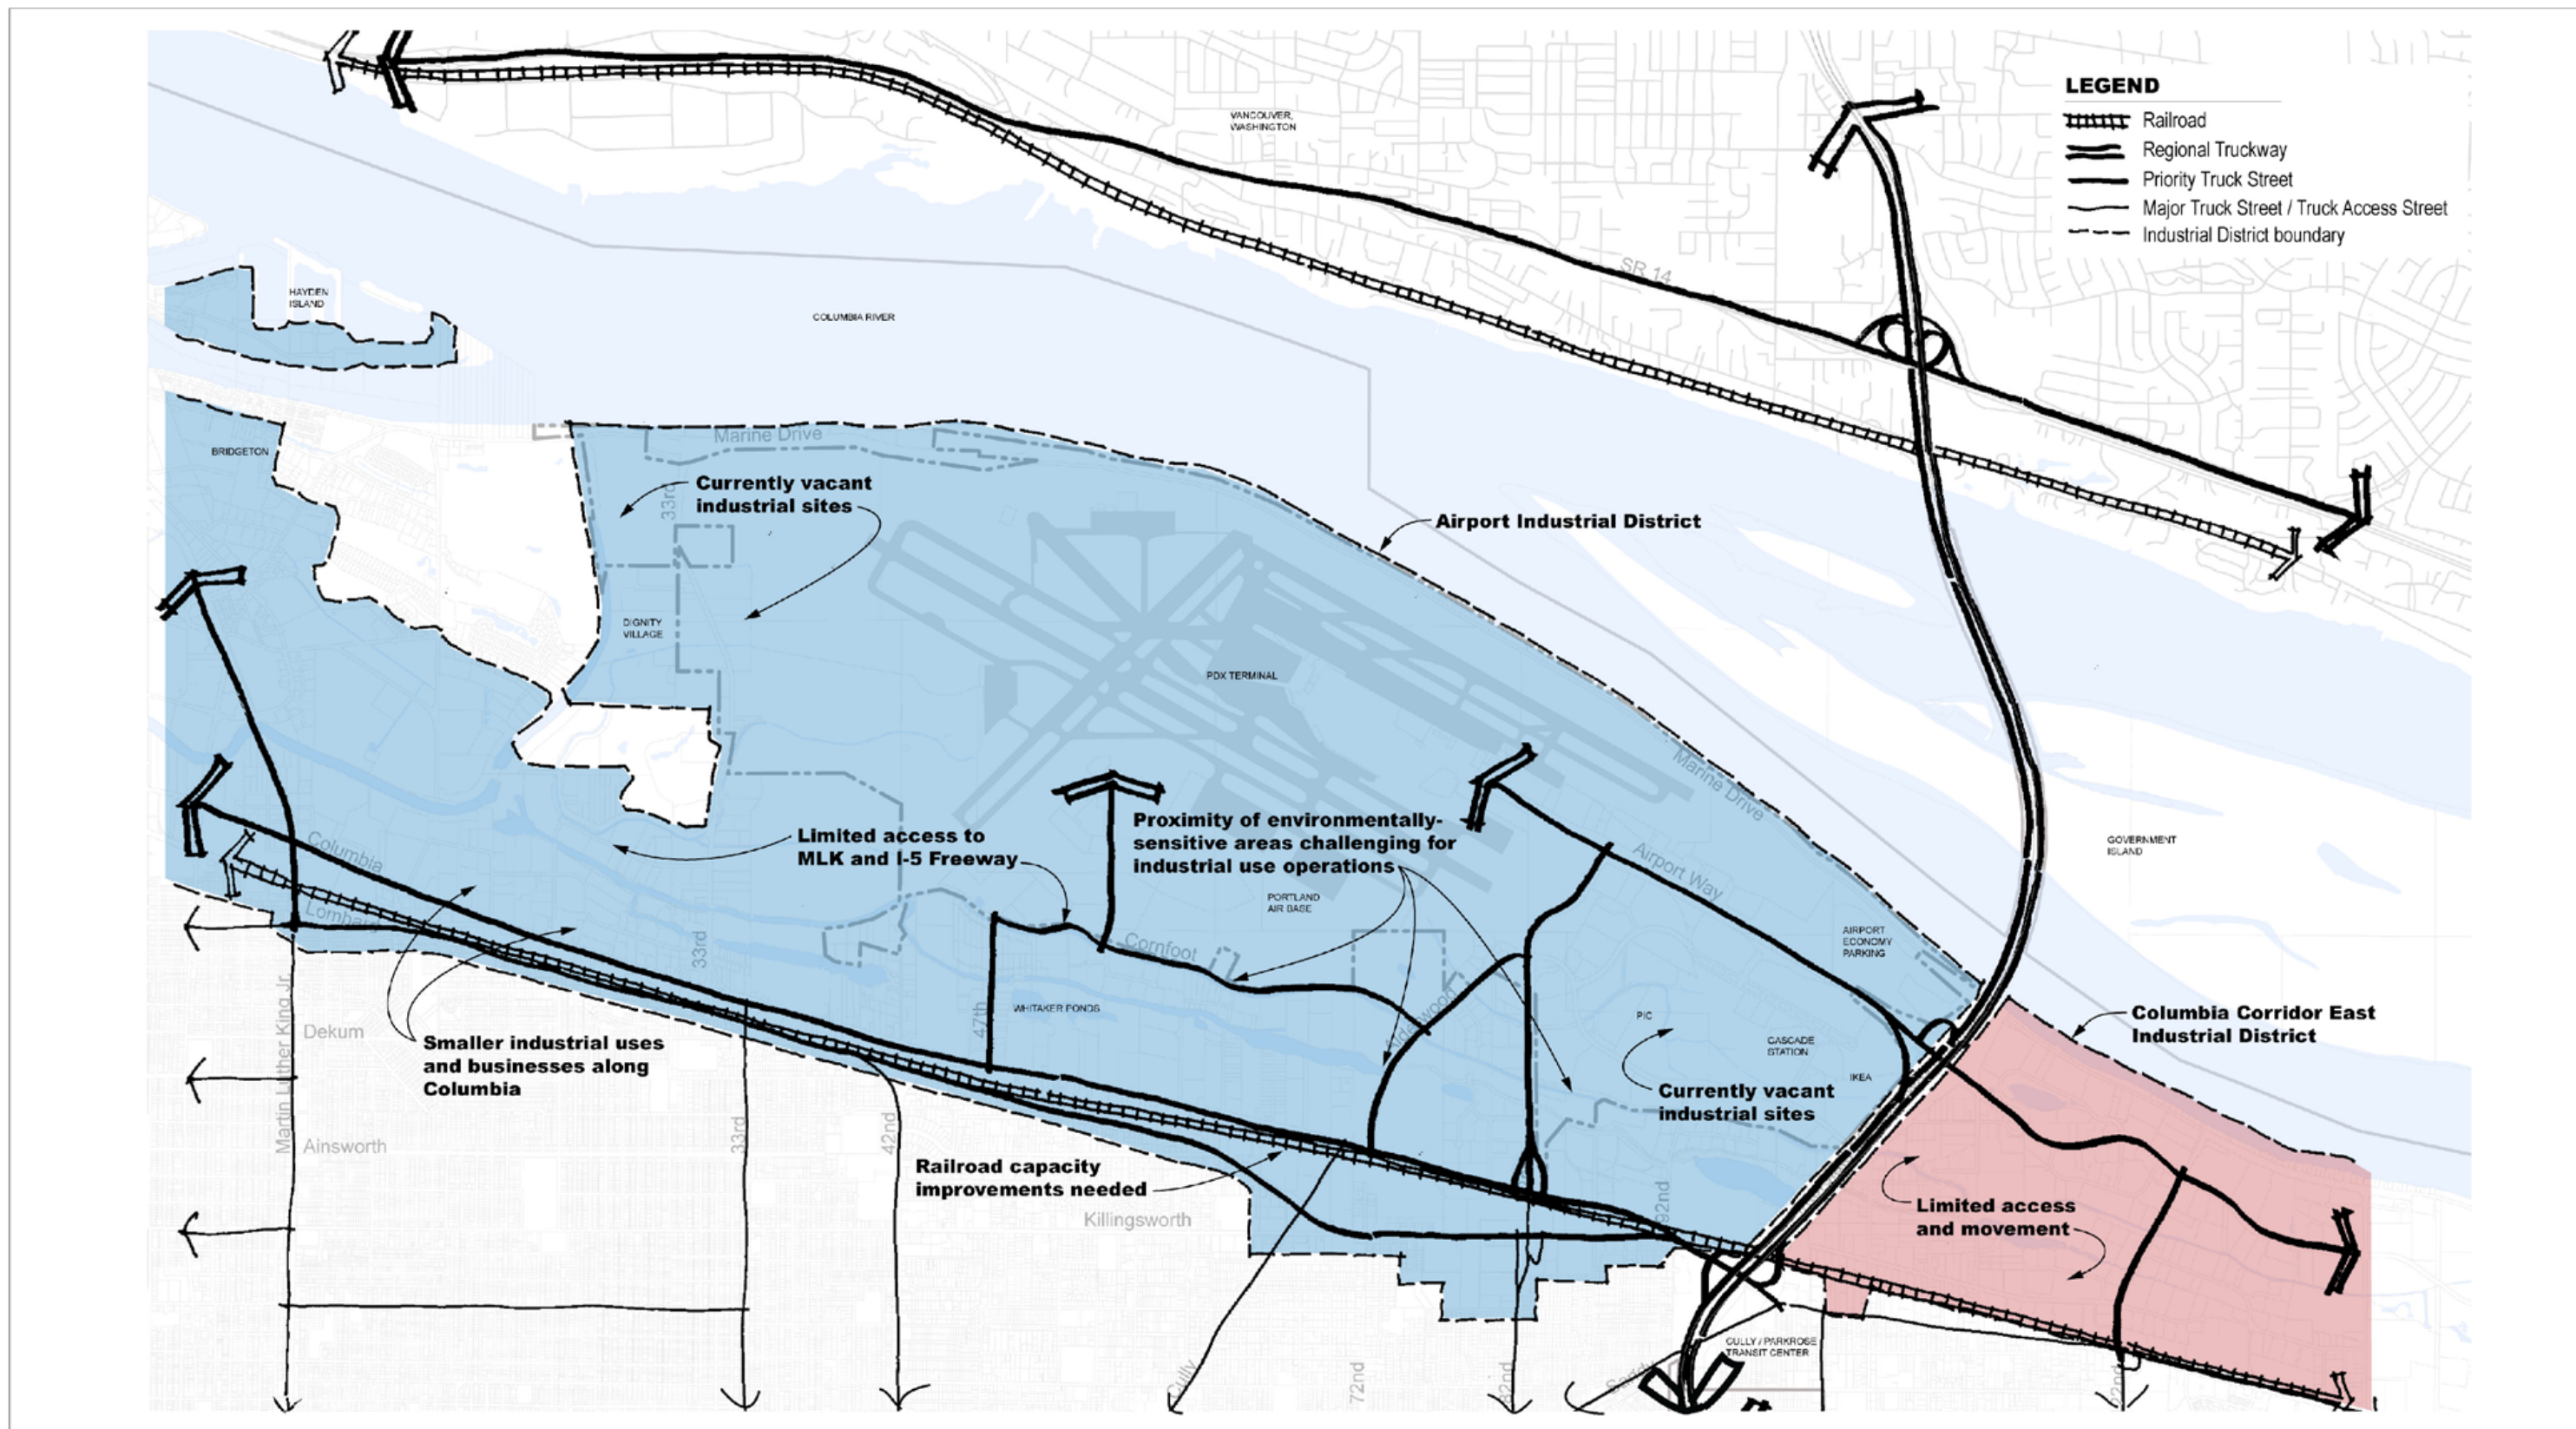 LEGEND
Railroad
Regional Truckway
Priority Truck Street
Major Truck Street / Truck Access Street
Industrial District boundary
VANCOUVER,
WASHINGTON
SR 14
HAYDEN
ISLAND
COLUMBIA RIVER
BRIDGETON
Marine Drive
33rd
Currently vacant
industrial sites
Airport Industrial District
DIGNITY
VILLAGE
PDX TERMINAL
Marine Drive
Limited access to
MLK and I-5 Freeway
Proximity of environmentally-
sensitive areas challenging for
industrial use operations
Columbia
Lombard
33rd
Cornfoot
PORTLAND
AIR BASE
Airport Way
AIRPORT
ECONOMY
PARKING
GOVERNMENT
ISLAND
47th
WHITAKER PONDS
Alderwood
PIC
CASCADE
STATION
IKEA
Columbia Corridor East
Industrial District
Martin Luther King Jr.
Dekum
Ainsworth
Smaller industrial uses
and businesses along
Columbia
33rd
42nd
Currently vacant
industrial sites
Railroad capacity
improvements needed
Killingsworth
92nd
Limited access
and movement
Cully
72nd
82nd
Sandy
CULLY / PARKROSE
TRANSIT CENTER